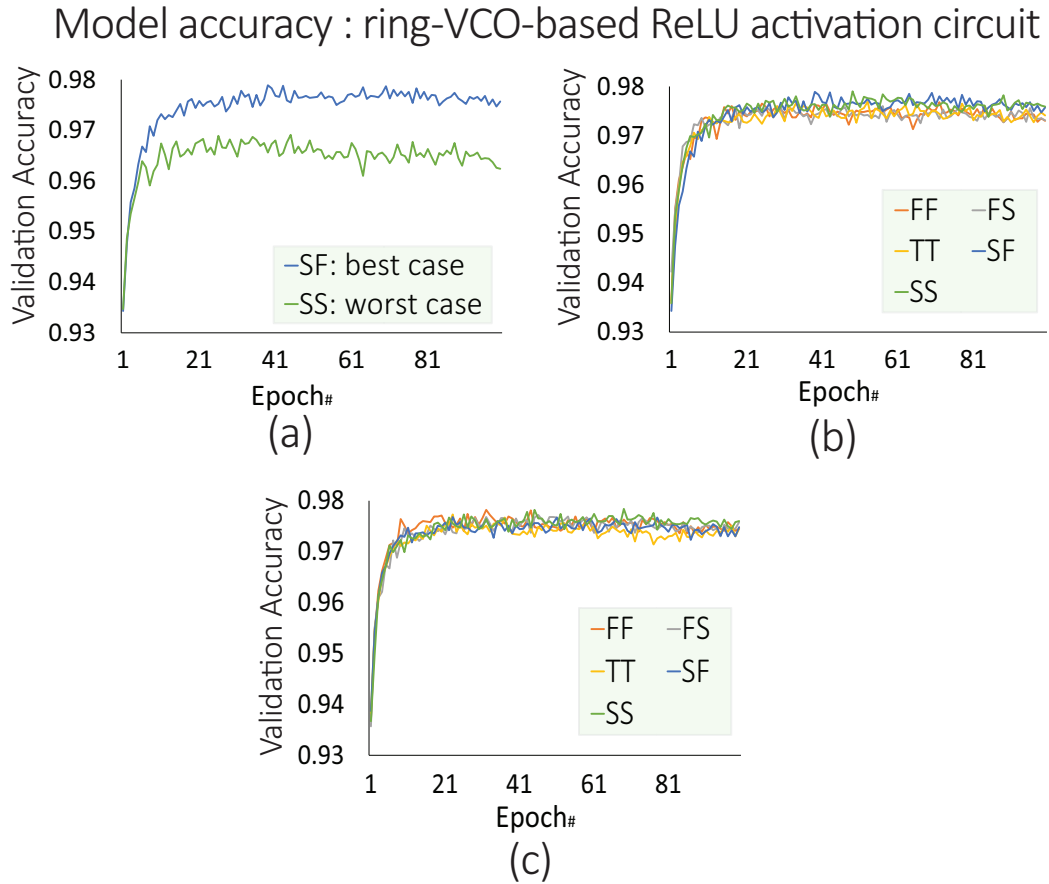 Model accuracy : ring-VCO-based ReLU activation circuit
Validation Accuracy
0.98
0.97
0.96
0.95
0.94
0.93
SF: best case
SS: worst case
1 21 41 61 81
Epoch#
(a)
Validation Accuracy
0.98
0.97
0.96
0.95
0.94
0.93
FF FS
TT SF
SS
1 21 41 61 81
Epoch#
(b)
Validation Accuracy
0.98
0.97
0.96
0.95
0.94
0.93
FF FS
TT SF
SS
1 21 41 61 81
Epoch#
(c)